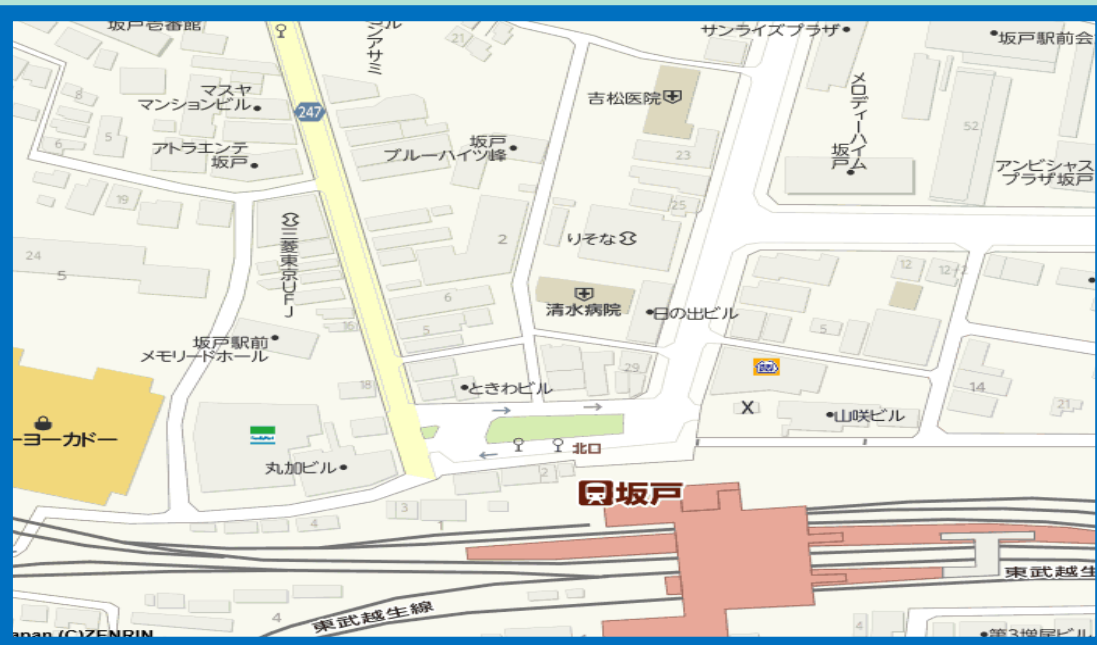 坂戸壱番館
ル
ンアサミ
21
サンライズプラザ
坂戸駅前会
8
マスヤ
マンションビル
247
吉松医院
メロディーハイム
坂戸
52
6
5
アトラエンテ
坂戸
坂戸
ブルーハイツ峰
23
アンビシャス
プラザ坂戸
19
25
三菱東京UFJ
2
りそな
24
5
12
12-2
6
清水病院
日の出ビル
16
5
5
坂戸駅前
メモリードホール
29
18
ときわビル
14
21
X
山咲ビル
ーヨーカドー
丸加ビル
北口
2
坂戸
3
4
1
東武越生
4
東武越生線
4
apan (C)ZENRIN
第3増尾ビル